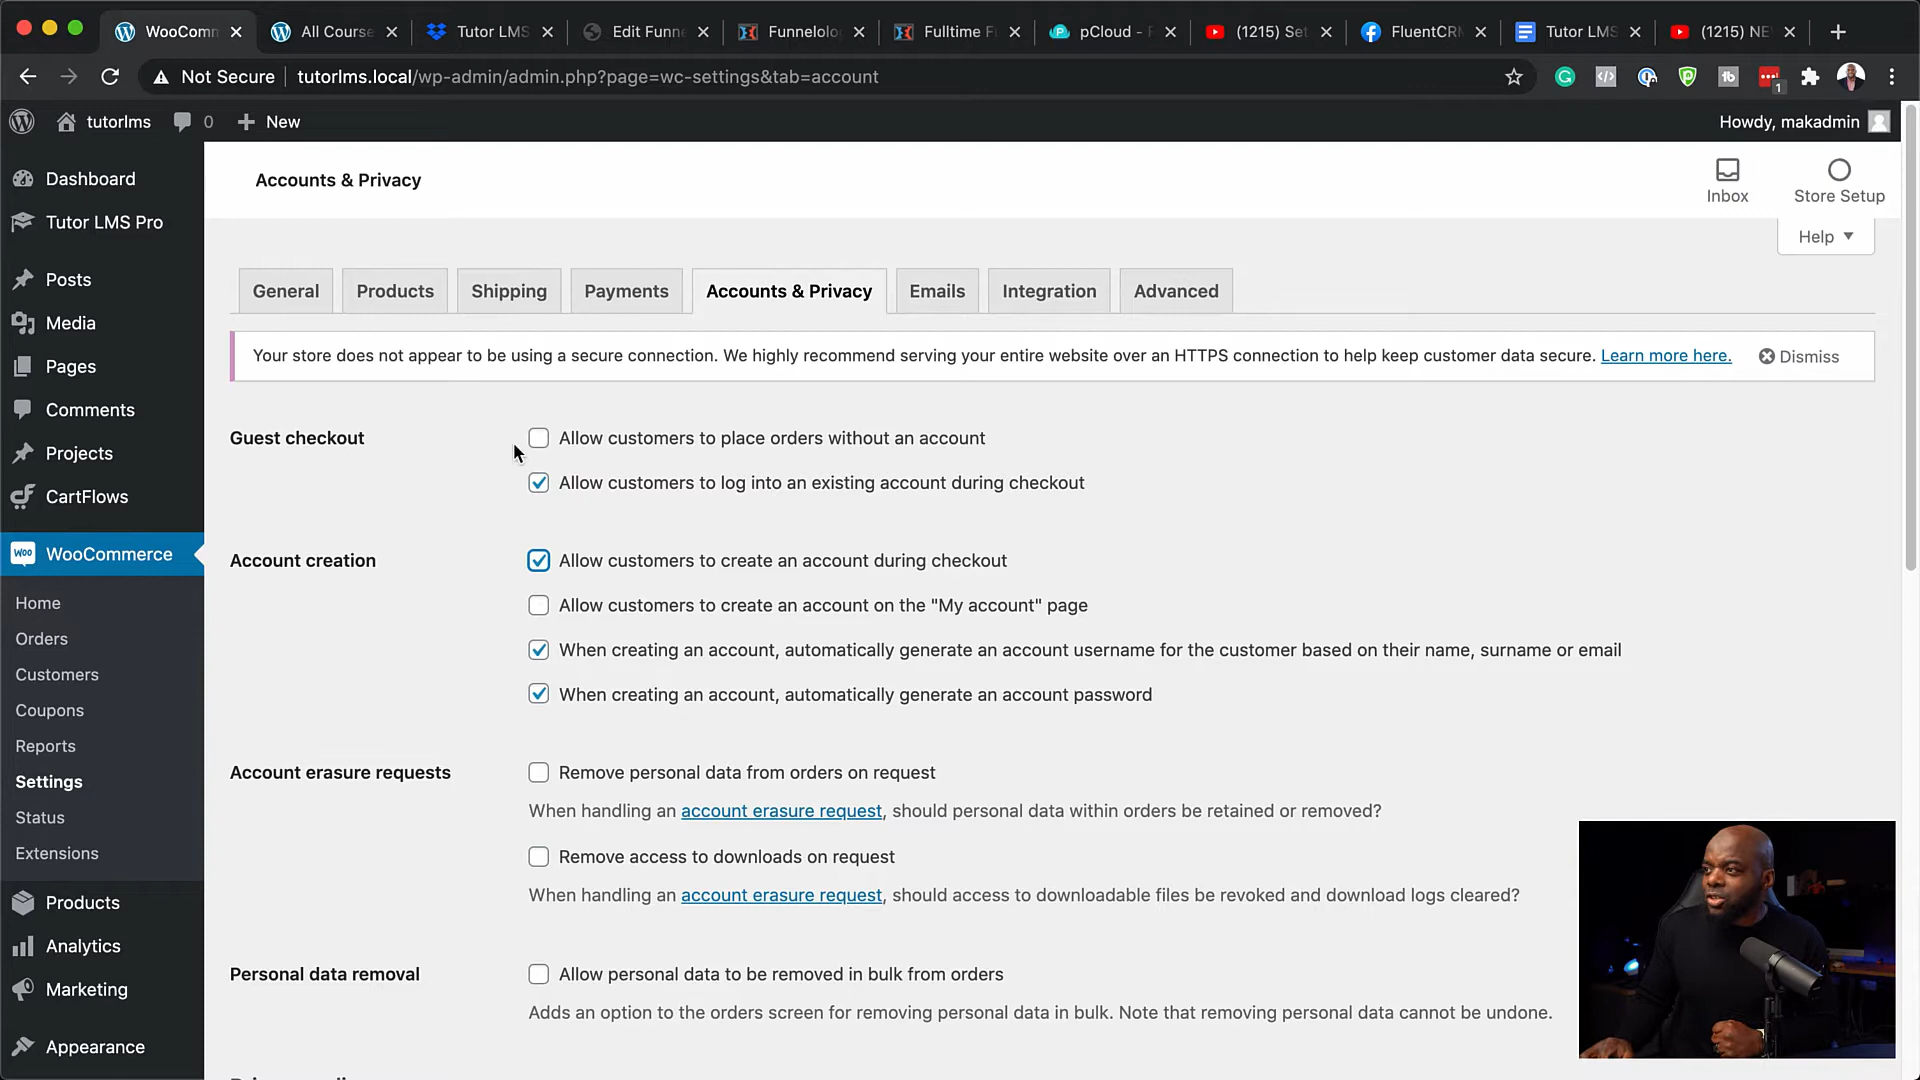 WooComm
All Course
Tutor LMS
Edit Funne
Funnelolo
Fulltime F
pCloud - F
(1215) Set
FluentCRM
Tutor LMS
(1215) NE
Not Secure
tutorlms.local/wp-admin/admin.php?page=wc-settings&tab=account
1
tutorlms
0
New
Howdy, makadmin
Dashboard
Tutor LMS Pro
Posts
Media
Pages
Comments
Projects
CartFlows
WooCommerce
Home
Orders
Customers
Coupons
Reports
Settings
Status
Extensions
Products
Analytics
Marketing
Appearance
Accounts & Privacy
Inbox
Store Setup
Help
General
Products
Shipping
Payments
Accounts & Privacy
Emails
Integration
Advanced
Your store does not appear to be using a secure connection. We highly recommend serving your entire website over an HTTPS connection to help keep customer data secure. Learn more here.
Dismiss
Guest checkout
Allow customers to place orders without an account
Allow customers to log into an existing account during checkout
Account creation
Allow customers to create an account during checkout
Allow customers to create an account on the "My account" page
When creating an account, automatically generate an account username for the customer based on their name, surname or email
When creating an account, automatically generate an account password
Account erasure requests
Remove personal data from orders on request
When handling an account erasure request, should personal data within orders be retained or removed?
Remove access to downloads on request
When handling an account erasure request, should access to downloadable files be revoked and download logs cleared?
Personal data removal
Allow personal data to be removed in bulk from orders
Adds an option to the orders screen for removing personal data in bulk. Note that removing personal data cannot be undone.